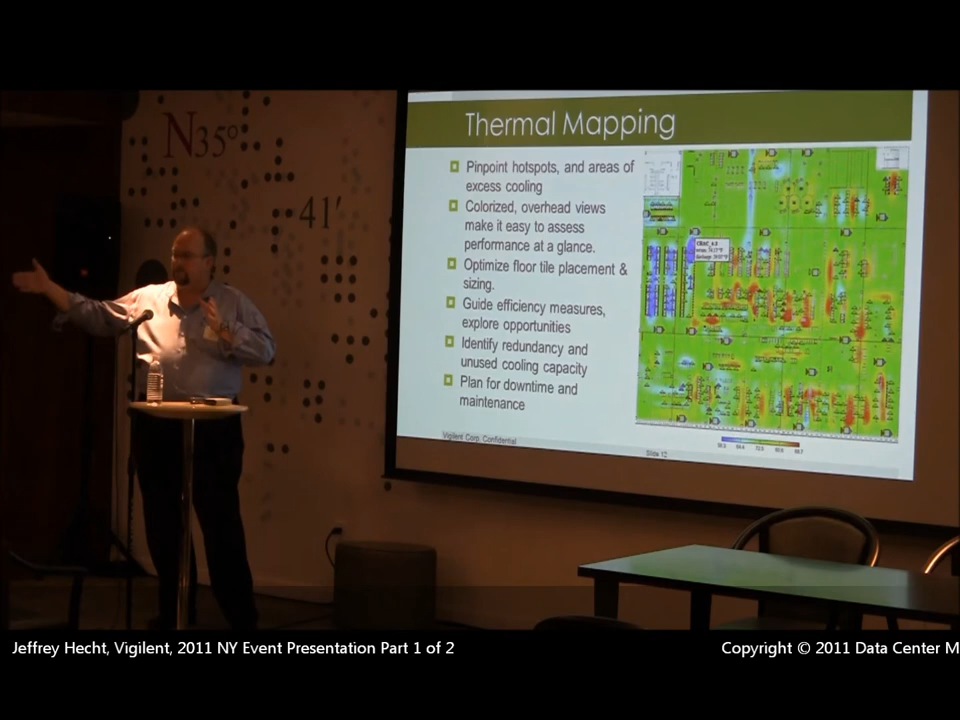 N35°
41'
Thermal Mapping
Pinpoint hotspots, and areas of
excess cooling
Colorized, overhead views
make it easy to assess
performance at a glance.
Optimize floor tile placement &
sizing.
Guide efficiency measures,
explore opportunities
Identify redundancy and
unused cooling capacity
Plan for downtime and
maintenance
Vigilent Corp. Confidential
Slide 12
Jeffrey Hecht, Vigilent, 2011 NY Event Presentation Part 1 of 2
Copyright © 2011 Data Center M